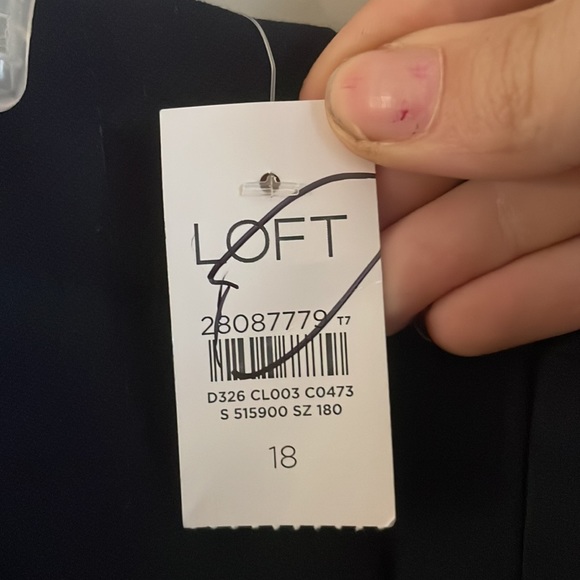 LOFT
28087779 T7
D326 CL003 C0473
S 515900 SZ 180
18